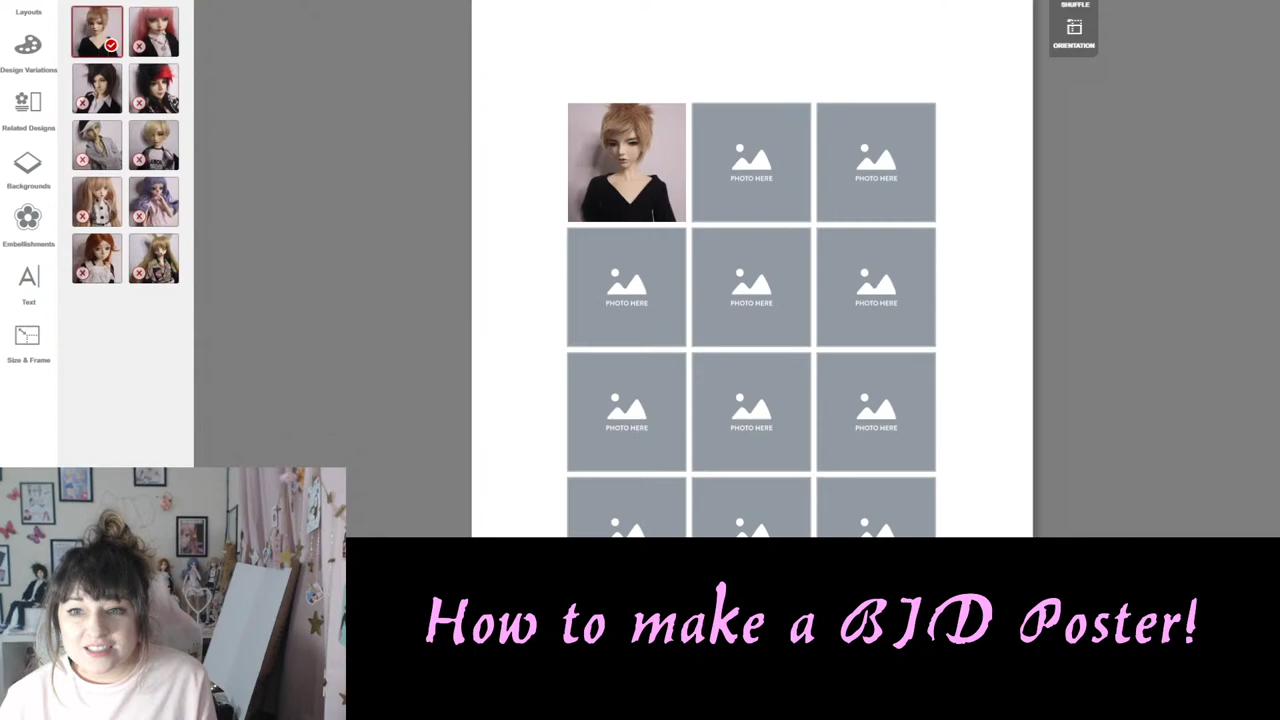 Layouts
SHUFFLE
ORIENTATION
Design Variations
Related Designs
Backgrounds
Embellishments
Text
Size & Frame
PHOTO HERE
PHOTO HERE
PHOTO HERE
PHOTO HERE
PHOTO HERE
PHOTO HERE
PHOTO HERE
PHOTO HERE
How to make a BJD Poster!